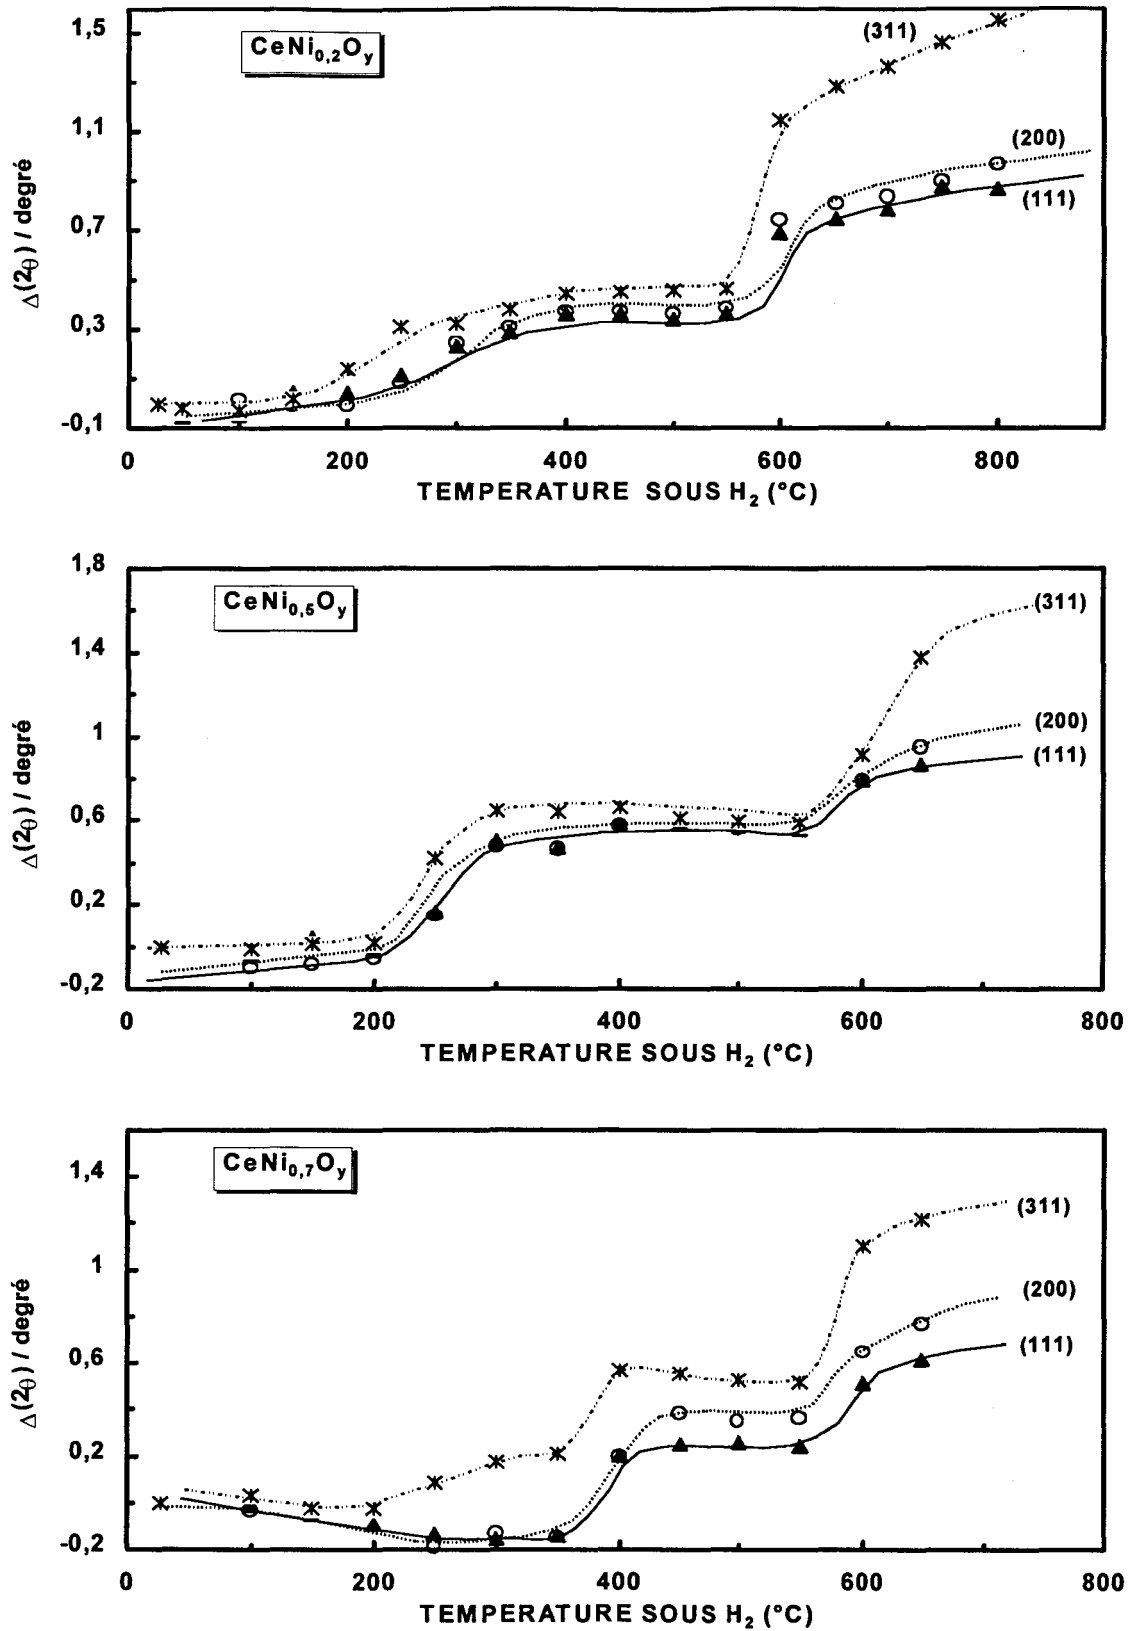 CeNi0,2Oy
(311)
(200)
(111)
Δ(2θ) / degré
1,5
1,1
0,7
0,3
-0,1
0 200 400 600 800
TEMPERATURE SOUS H2 (°C)
CeNi0,5Oy
(311)
(200)
(111)
Δ(2θ) / degré
1,8
1,4
1
0,6
0,2
-0,2
0 200 400 600 800
TEMPERATURE SOUS H2 (°C)
CeNi0,7Oy
(311)
(200)
(111)
Δ(2θ) / degré
1,4
1
0,6
0,2
-0,2
0 200 400 600 800
TEMPERATURE SOUS H2 (°C)